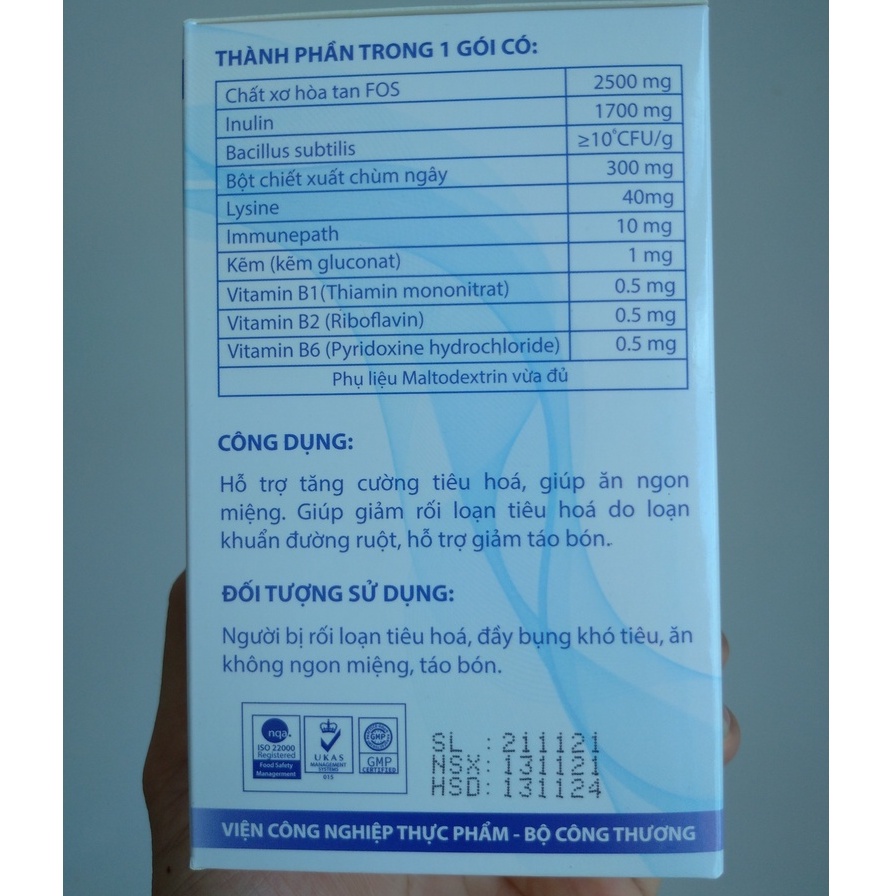 THÀNH PHẦN TRONG 1 GÓI CÓ:
Chất xơ hòa tan FOS 2500 mg
Inulin 1700 mg
Bacillus subtilis ≥10⁶CFU/g
Bột chiết xuất chùm ngây 300 mg
Lysine 40mg
Immunepath 10 mg
Kẽm (kẽm gluconat) 1 mg
Vitamin B1(Thiamin mononitrat) 0.5 mg
Vitamin B2 (Riboflavin) 0.5 mg
Vitamin B6 (Pyridoxine hydrochloride) 0.5 mg
Phụ liệu Maltodextrin vừa đủ
CÔNG DỤNG:
Hỗ trợ tăng cường tiêu hoá, giúp ăn ngon
miệng. Giúp giảm rối loạn tiêu hoá do loạn
khuẩn đường ruột, hỗ trợ giảm táo bón.
ĐỐI TƯỢNG SỬ DỤNG:
Người bị rối loạn tiêu hoá, đầy bụng khó tiêu, ăn
không ngon miệng, táo bón.
nqa.
ISO 22000
Registered
Food Safety
Management
UKAS
MANAGEMENT
SYSTEMS
015
GMP
GMP
CERTIFIED
SL : 211121
NSX: 131121
HSD: 131124
VIỆN CÔNG NGHIỆP THỰC PHẨM - BỘ CÔNG THƯƠNG